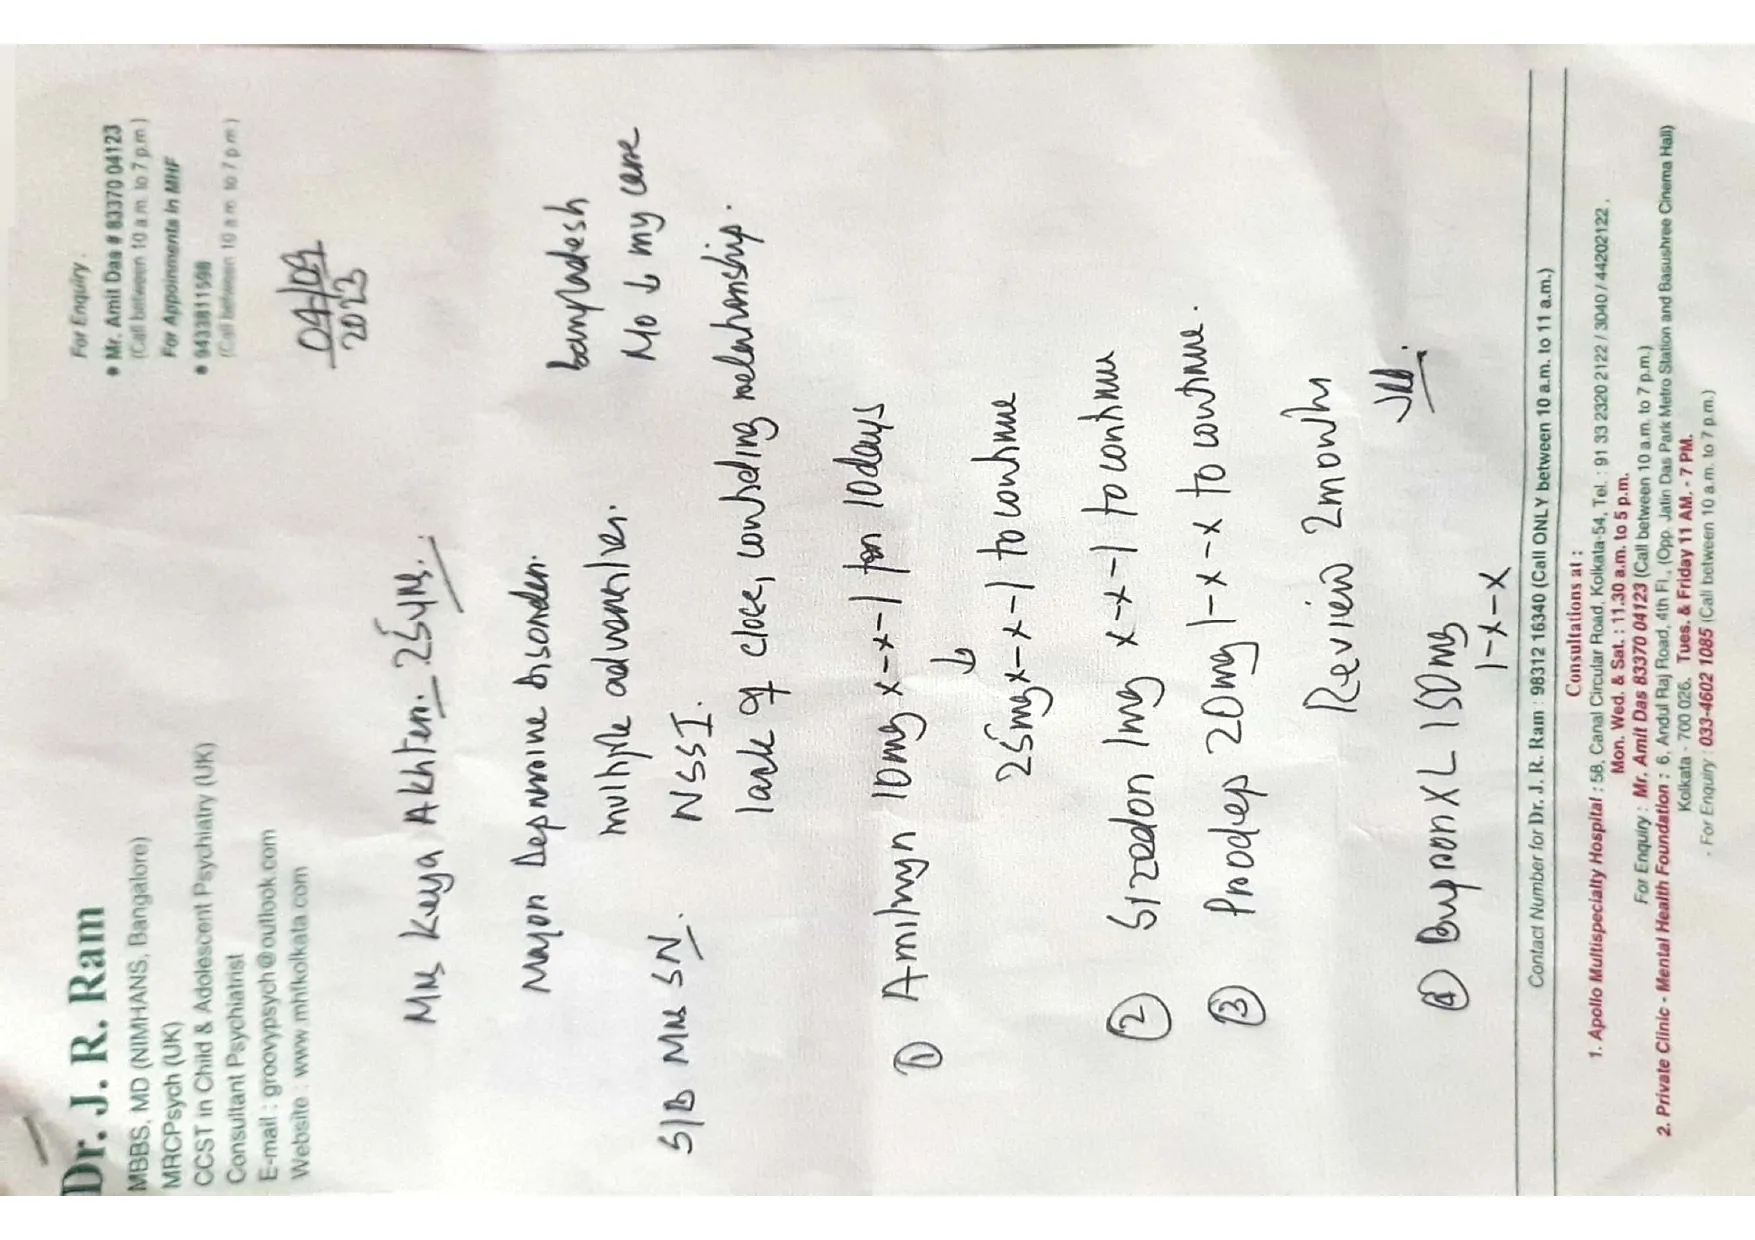 Dr. J. R. Ram
MBBS, MD (NIMHANS, Bangalore)
MRCPsych (UK)
CCST in Child & Adolescent Psychiatry (UK)
Consultant Psychiatrist
E-mail : groovypsych@outlook.com
Website : www.mhfkolkata.com
For Enquiry :
• Mr. Amit Das # 83370 04123
(Call between 10 a.m. to 7 p.m.)
For Appoinments in MHF
• 9433811598
(Call between 10 a.m. to 7 p.m.)
04/09
2023
Mrs Keya Akhter. 25yrs.
Major Depressive disorder.
bangladesh
multiple adversities.
Mo ↓ my care
S/B Mrs SN.
NSSI.
lack of close, confiding relationship.
① Amilmyn 10mg x-x-1 for 10days
↓
25mg x-x-1 to continue
② Sizedon 1mg x-x-1 to continue
③ Prodep 20mg 1-x-x to continue.
Review 2months
④ Bupron XL 150mg
1-x-x
Contact Number for Dr. J. R. Ram : 98312 16340 (Call ONLY between 10 a.m. to 11 a.m.)
Consultations at :
1. Apollo Multispecialty Hospital : 58, Canal Circular Road, Kolkata-54, Tel. : 91 33 2320 2122 / 3040 / 44202122.
Mon. Wed. & Sat. : 11.30 a.m. to 5 p.m.
For Enquiry : Mr. Amit Das 83370 04123 (Call between 10 a.m. to 7 p.m.)
2. Private Clinic - Mental Health Foundation : 6, Andul Raj Road, 4th Fl., (Opp. Jatin Das Park Metro Station and Basushree Cinema Hall)
Kolkata - 700 026. Tues. & Friday 11 AM. - 7 PM.
- For Enquiry : 033-4602 1085 (Call between 10 a.m. to 7 p.m.)